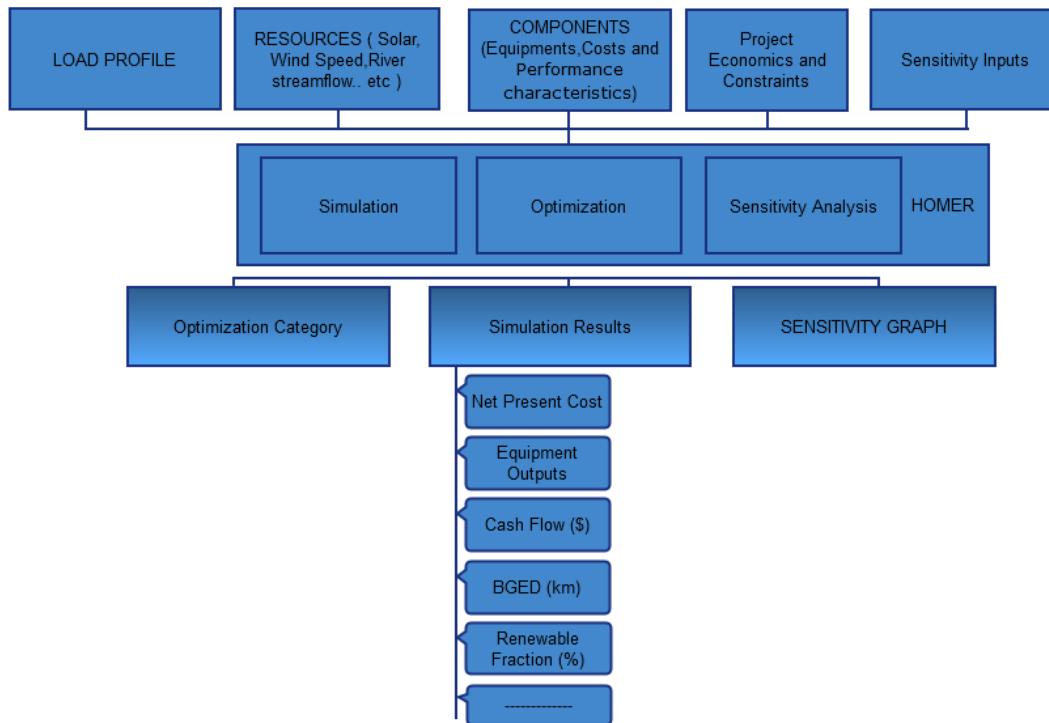 LOAD PROFILE
RESOURCES ( Solar,
Wind Speed,River
streamflow.. etc )
COMPONENTS
(Equipments,Costs and
Performance
characteristics)
Project
Economics and
Constraints
Sensitivity Inputs
Simulation
Optimization
Sensitivity Analysis
HOMER
Optimization Category
Simulation Results
SENSITIVITY GRAPH
Net Present Cost
Equipment
Outputs
Cash Flow ($)
BGED (km)
Renewable
Fraction (%)
-------------